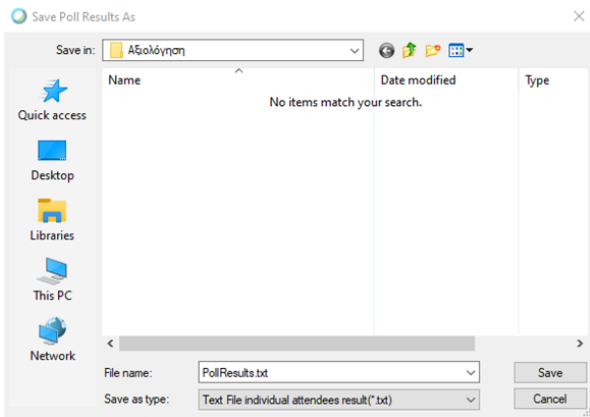 Save Poll Results As
Save in: Αξιολόγηση
Name Date modified Type
No items match your search.
Quick access
Desktop
Libraries
This PC
Network
File name: PollResults.txt Save
Save as type: Text File individual attendees result(*.txt) Cancel